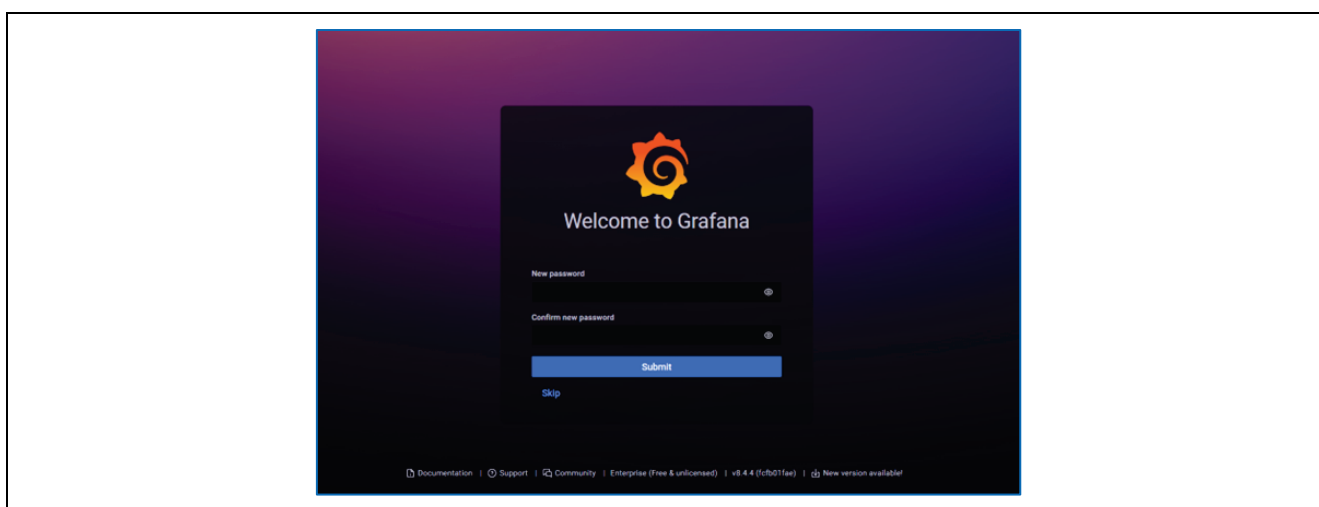 Welcome to Grafana
New password
Confirm new password
Submit
Skip
Documentation | Support | Community | Enterprise (Free & unlicensed) | v8.4.4 (fcfb01fae) | New version available!